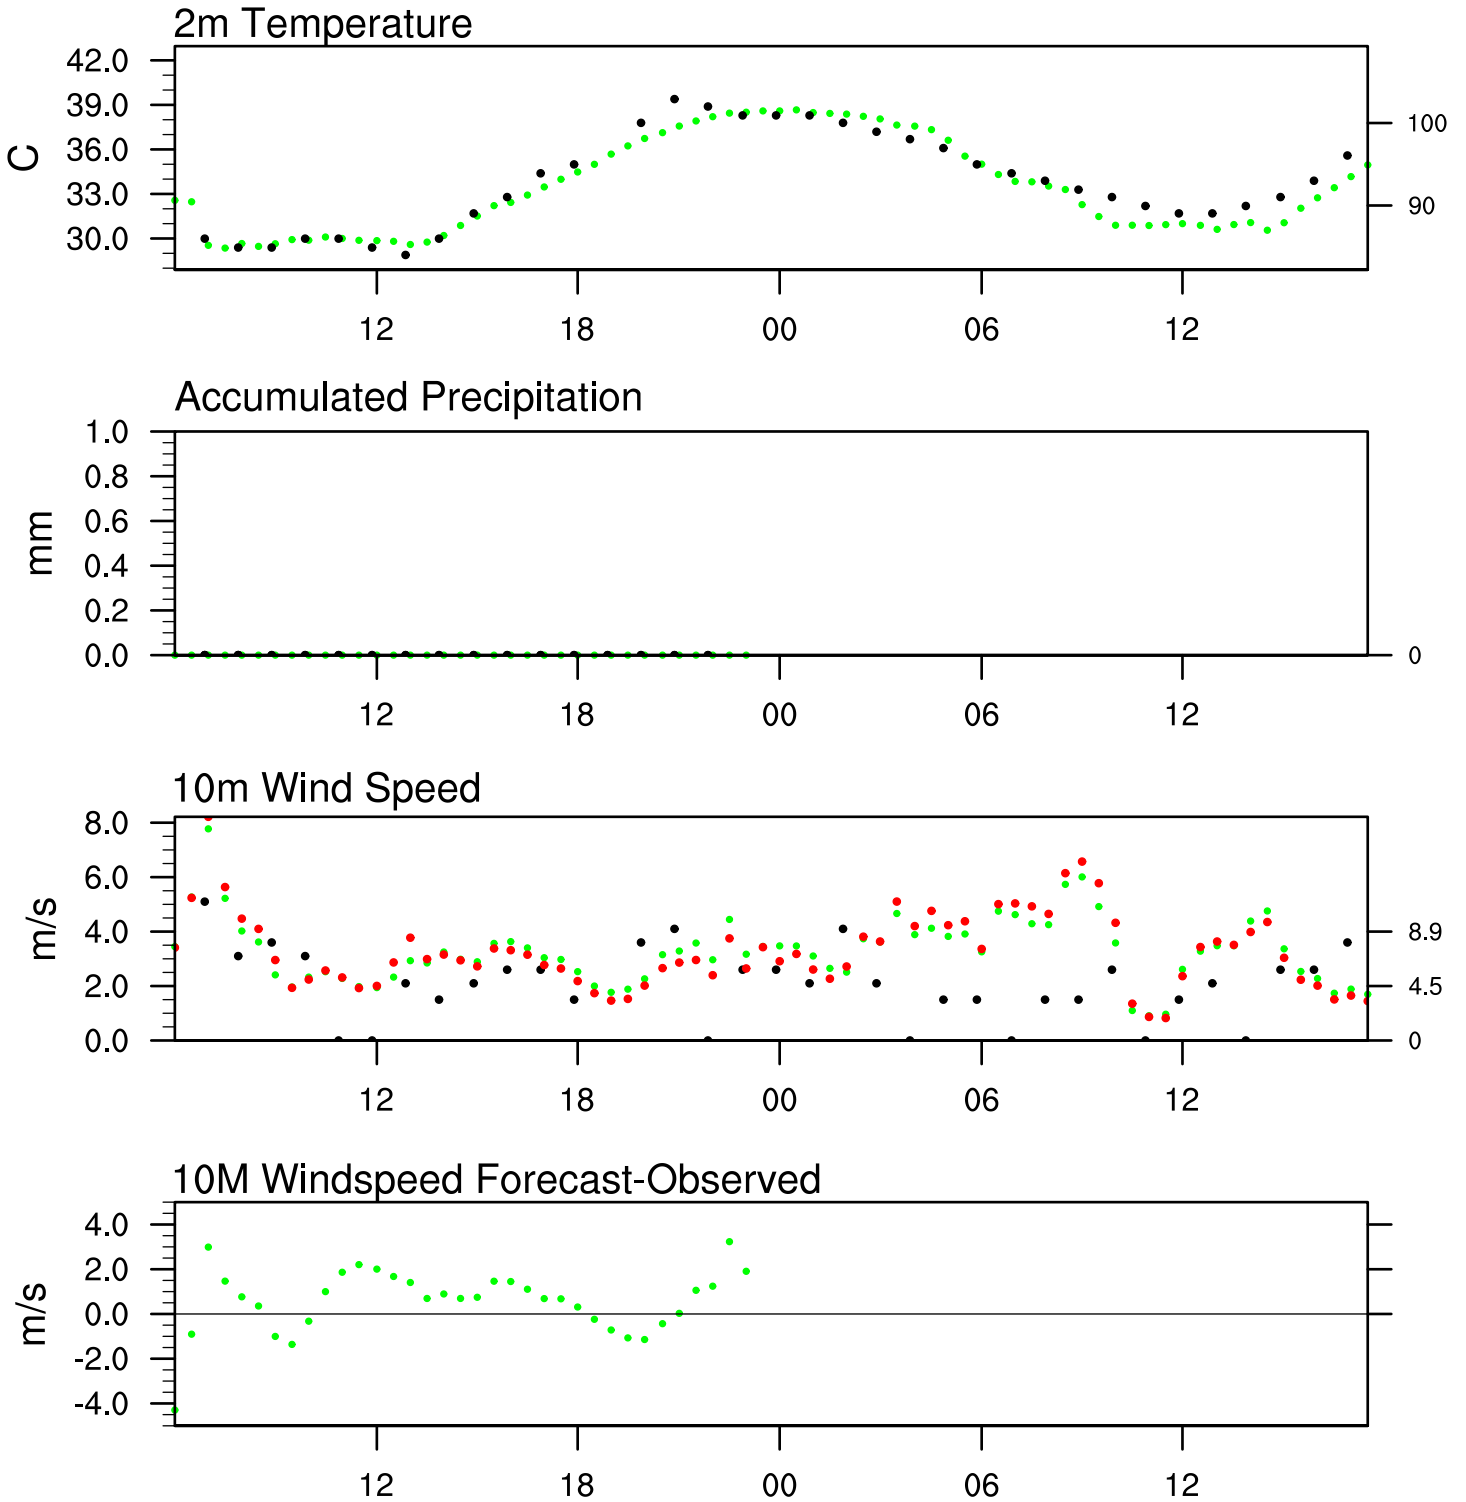 2m Temperature
42.0
39.0
36.0
33.0
30.0
C
100
90
12 18 00 06 12
Accumulated Precipitation
1.0
0.8
0.6
0.4
0.2
0.0
mm
0
12 18 00 06 12
10m Wind Speed
8.0
6.0
4.0
2.0
0.0
m/s
8.9
4.5
0
12 18 00 06 12
10M Windspeed Forecast-Observed
4.0
2.0
0.0
-2.0
-4.0
m/s
12 18 00 06 12